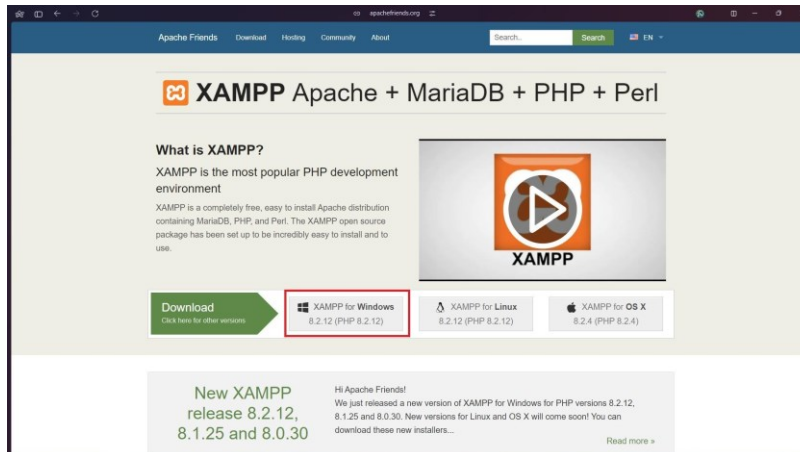 apachefriends.org
Apache Friends Download Hosting Community About Search... Search EN
XAMPP Apache + MariaDB + PHP + Perl
What is XAMPP?
XAMPP is the most popular PHP development
environment
XAMPP is a completely free, easy to install Apache distribution
containing MariaDB, PHP, and Perl. The XAMPP open source
package has been set up to be incredibly easy to install and to
use.
XAMPP
Download
Click here for other versions
XAMPP for Windows
8.2.12 (PHP 8.2.12)
XAMPP for Linux
8.2.12 (PHP 8.2.12)
XAMPP for OS X
8.2.4 (PHP 8.2.4)
New XAMPP
release 8.2.12,
8.1.25 and 8.0.30
Hi Apache Friends!
We just released a new version of XAMPP for Windows for PHP versions 8.2.12,
8.1.25 and 8.0.30. New versions for Linux and OS X will come soon! You can
download these new installers...
Read more »